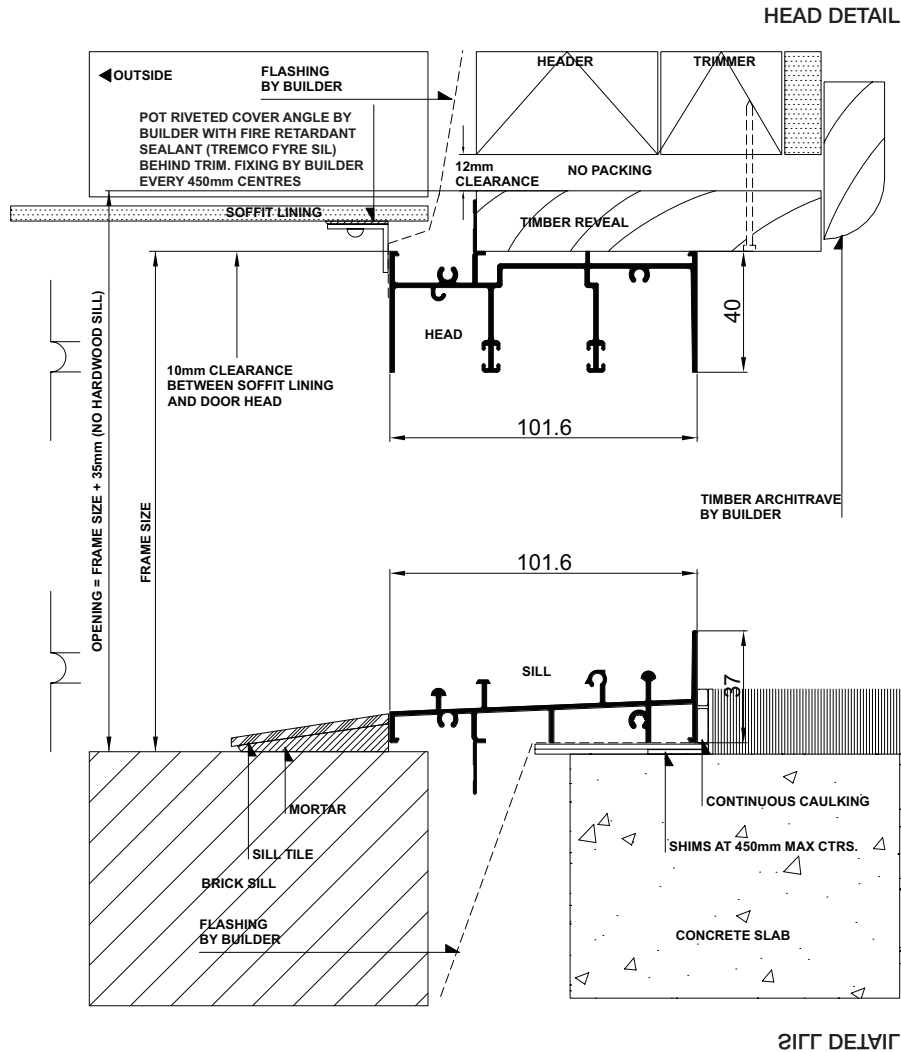 HEAD DETAIL
OUTSIDE
FLASHING
BY BUILDER
HEADER
TRIMMER
POT RIVETED COVER ANGLE BY
BUILDER WITH FIRE RETARDANT
SEALANT (TREMCO FYRE SIL)
BEHIND TRIM. FIXING BY BUILDER
EVERY 450mm CENTRES
12mm
CLEARANCE
NO PACKING
SOFFIT LINING
TIMBER REVEAL
HEAD
40
10mm CLEARANCE
BETWEEN SOFFIT LINING
AND DOOR HEAD
OPENING = FRAME SIZE + 35mm (NO HARDWOOD SILL)
FRAME SIZE
101.6
TIMBER ARCHITRAVE
BY BUILDER
101.6
SILL
37
MORTAR
CONTINUOUS CAULKING
SILL TILE
SHIMS AT 450mm MAX CTRS.
BRICK SILL
FLASHING
BY BUILDER
CONCRETE SLAB
SILL DETAIL